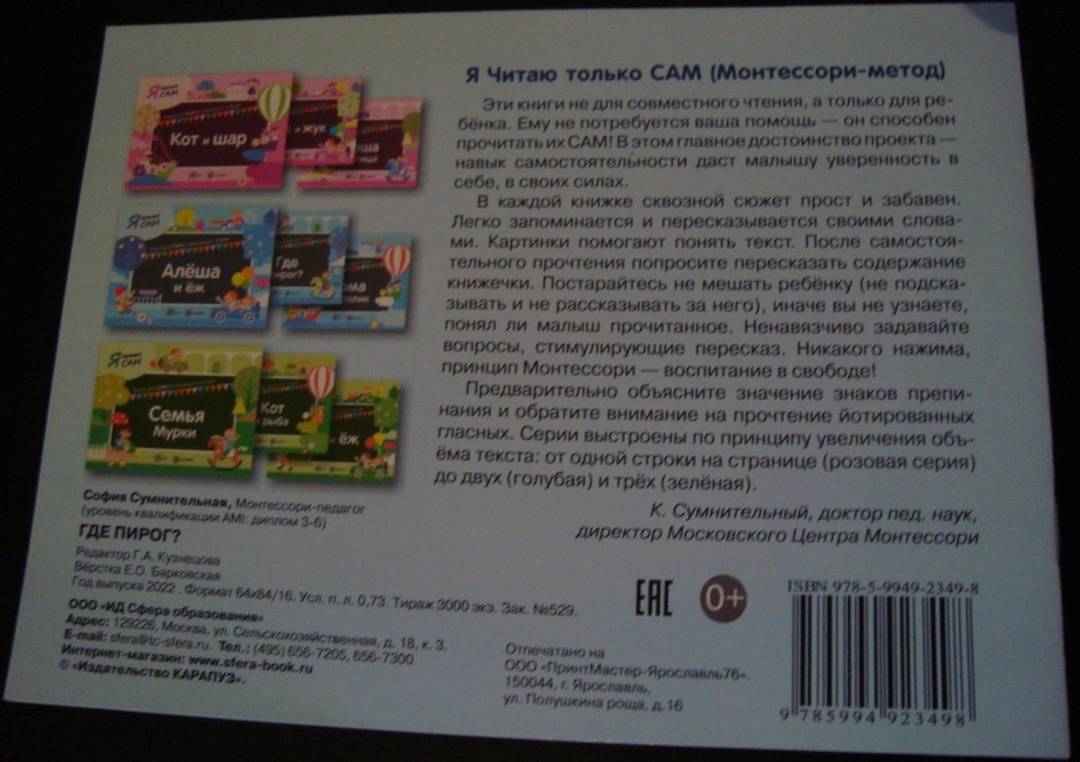 Я Читаю только САМ (Монтессори-метод)
Эти книги не для совместного чтения, а только для ре-
бёнка. Ему не потребуется ваша помощь — он способен
прочитать их САМ! В этом главное достоинство проекта —
навык самостоятельности даст малышу уверенность в
себе, в своих силах.
В каждой книжке сквозной сюжет прост и забавен.
Легко запоминается и пересказывается своими слова-
ми. Картинки помогают понять текст. После самостоя-
тельного прочтения попросите пересказать содержание
книжечки. Постарайтесь не мешать ребёнку (не подска-
зывать и не рассказывать за него), иначе вы не узнаете,
понял ли малыш прочитанное. Ненавязчиво задавайте
вопросы, стимулирующие пересказ. Никакого нажима,
принцип Монтессори — воспитание в свободе!
Предварительно объясните значение знаков препи-
нания и обратите внимание на прочтение йотированных
гласных. Серии выстроены по принципу увеличения объ-
ёма текста: от одной строки на странице (розовая серия)
до двух (голубая) и трёх (зелёная).
К. Сумнительный, доктор пед. наук,
директор Московского Центра Монтессори
Я САМ
Кот и шар
и жук
Я САМ
Алёша
и ёж
Где
пирог?
Я САМ
Семья
Мурки
Кот
рыба
ёж
София Сумнительная, Монтессори-педагог
(уровень квалификации AMI: диплом 3-6)
ГДЕ ПИРОГ?
Редактор Г.А. Кузнецова
Вёрстка Е.О. Барковская
Год выпуска 2022 . Формат 64х84/16. Усл. п. л. 0,73. Тираж 3000 экз. Зак. №529.
ООО «ИД Сфера образования»
Адрес: 129226, Москва, ул. Сельскохозяйственная, д. 18, к. 3.
E-mail: sfera@tc-sfera.ru. Тел.: (495) 656-7205, 656-7300.
Интернет-магазин: www.sfera-book.ru
© «Издательство КАРАПУЗ».
EAC
0+
Отпечатано на
ООО «ПринтМастер-Ярославль76».
150044, г. Ярославль,
ул. Полушкина роща, д.16
ISBN 978-5-9949-2349-8
9 785994 923498